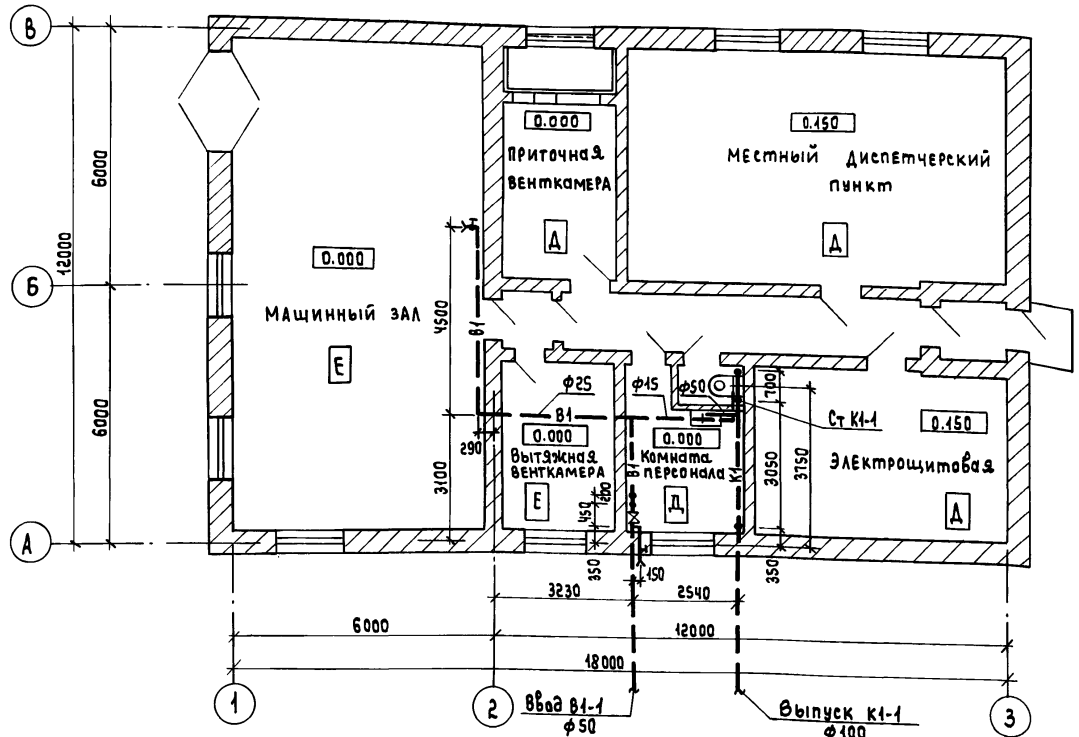 В
0.000
0.150
Приточная
венткамера
Местный диспетчерский
пункт
6000
12000
Д
Д
0.000
Б
Машинный зал
4500
В1
Е
ф25
ф15
ф50
700
Ст К1-1
В1
290
0.000
0.000
0.150
6000
3100
Вытяжная
венткамера
Комната
персонала
Электрощитовая
В1
К1
3050
3750
200
450
Е
Д
Д
А
350
150
350
3230
2540
6000
12000
18000
1
2
3
Ввод В1-1
ф50
Выпуск К1-1
ф100